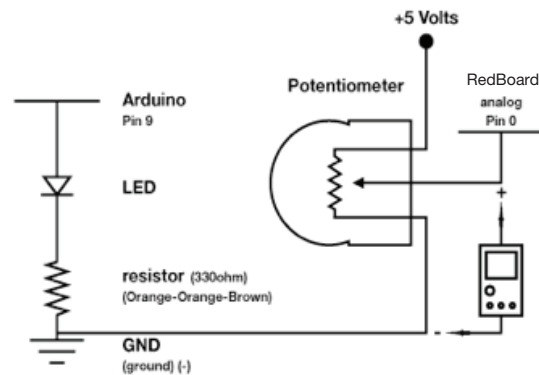 +5 Volts
Potentiometer
RedBoard
analog
Pin 0
Arduino
Pin 9
LED
+
resistor (330ohm)
(Orange-Orange-Brown)
-
GND
(ground) (-)